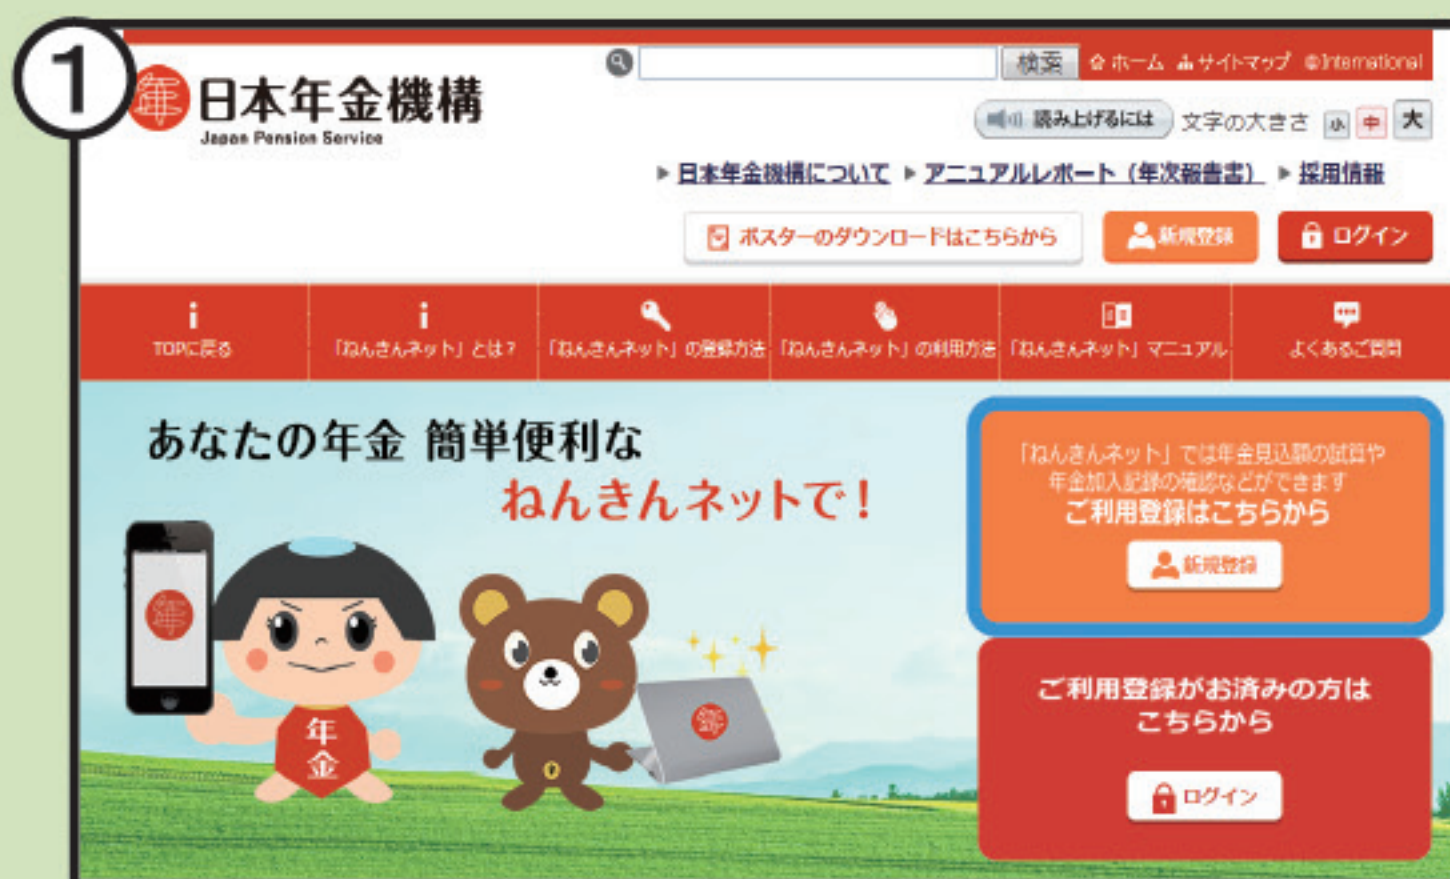 ①
年 日本年金機構
Japan Pension Service
検索 ホーム サイトマップ International
読み上げるには 文字の大きさ 小 中 大
日本年金機構について アニュアルレポート(年次報告書) 採用情報
ポスターのダウンロードはこちらから 新規登録 ログイン
TOPに戻る 「ねんきんネット」とは? 「ねんきんネット」の登録方法 「ねんきんネット」の利用方法 「ねんきんネット」マニュアル よくあるご質問
あなたの年金 簡単便利な
ねんきんネットで!
「ねんきんネット」では年金見込額の試算や
年金加入記録の確認などができます
ご利用登録はこちらから
新規登録
年
年
金
年
ご利用登録がお済みの方は
こちらから
ログイン